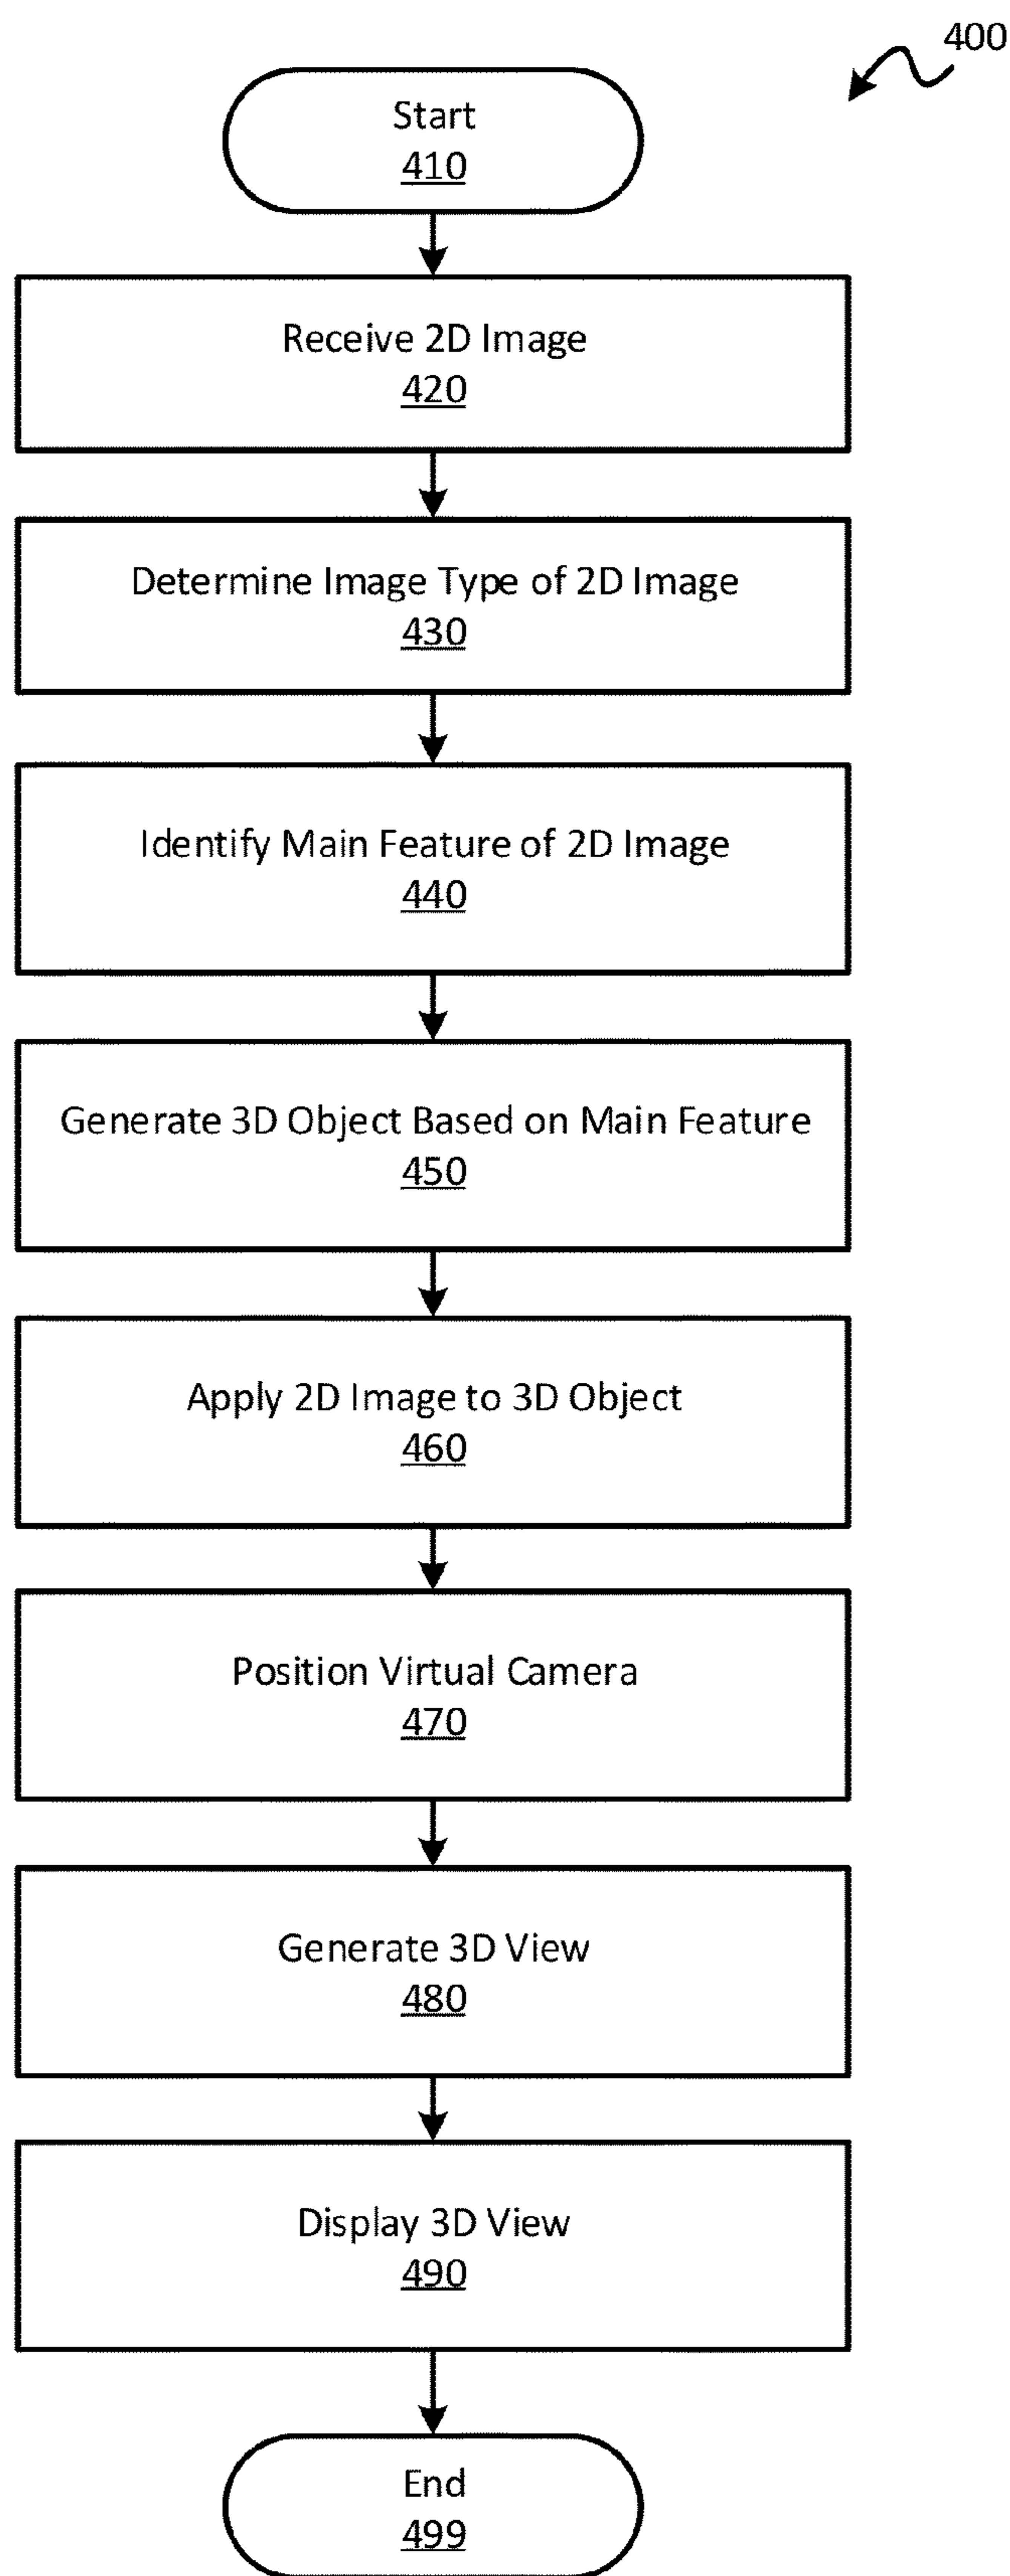 400
Start
410
Receive 2D Image
420
Determine Image Type of 2D Image
430
Identify Main Feature of 2D Image
440
Generate 3D Object Based on Main Feature
450
Apply 2D Image to 3D Object
460
Position Virtual Camera
470
Generate 3D View
480
Display 3D View
490
End
499